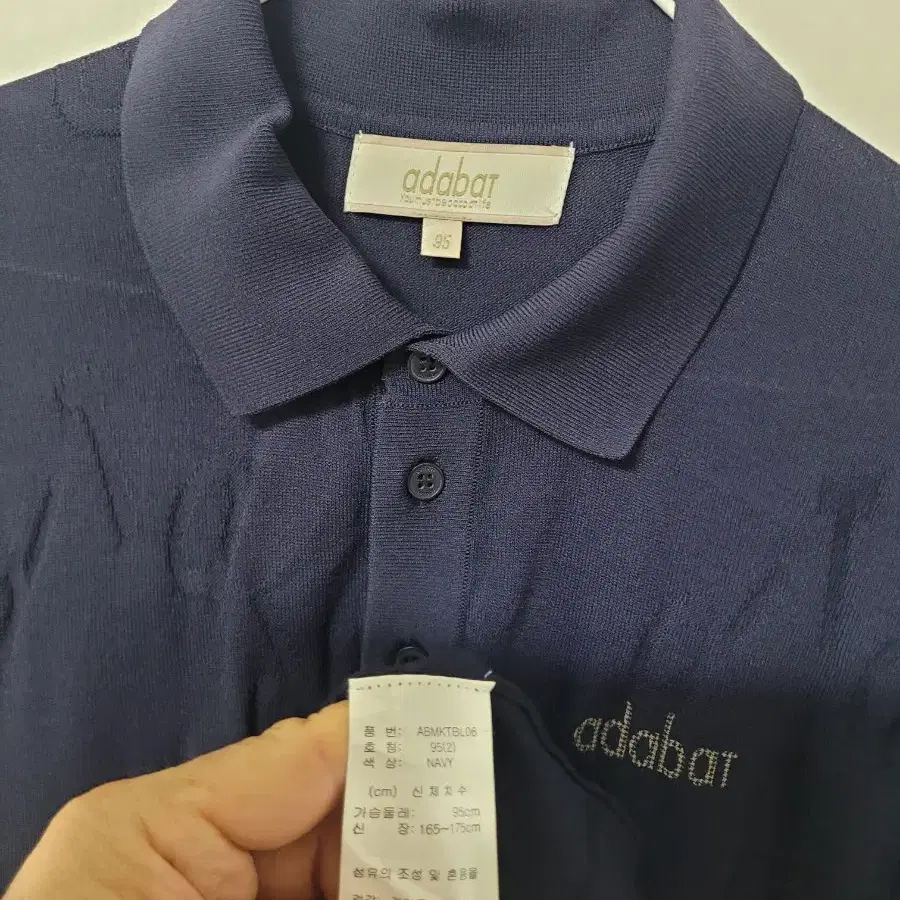 adabat
Youmustbeagoodlife
95
adabat
품 번: ABMKTBL06
호 칭: 95(2)
색 상: NAVY
(cm) 신체치수
가슴둘레: 95cm
신 장: 165~175cm
섬유의 조성 및 혼용율